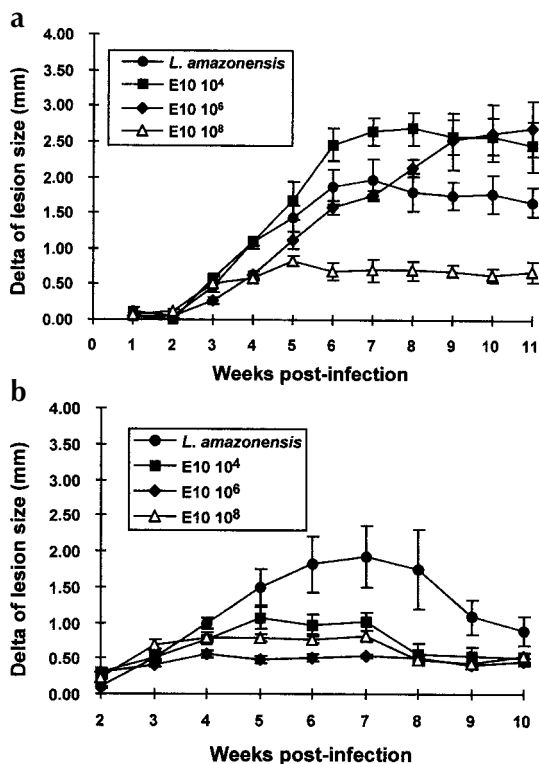 a
L. amazonensis
E10 10⁴
E10 10⁶
E10 10⁸
4.00
3.50
3.00
2.50
2.00
1.50
1.00
0.50
0.00
Delta of lesion size (mm)
0 1 2 3 4 5 6 7 8 9 10 11
Weeks post-infection
b
L. amazonensis
E10 10⁴
E10 10⁶
E10 10⁸
4.00
3.50
3.00
2.50
2.00
1.50
1.00
0.50
0.00
Delta of lesion size (mm)
2 3 4 5 6 7 8 9 10
Weeks post-infection